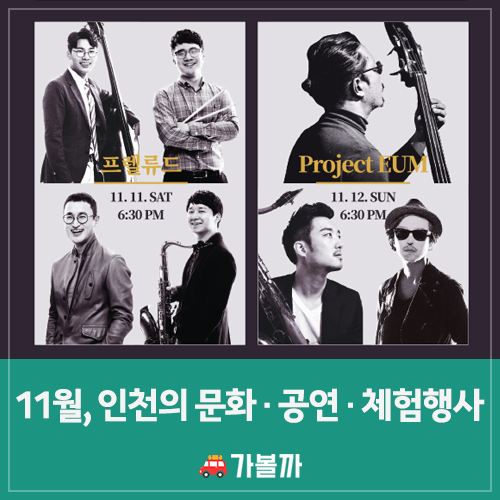 프렐류드
11. 11. SAT
6:30 PM
Project EUM
11. 12. SUN
6:30 PM
11월, 인천의 문화 · 공연 · 체험행사
가볼까